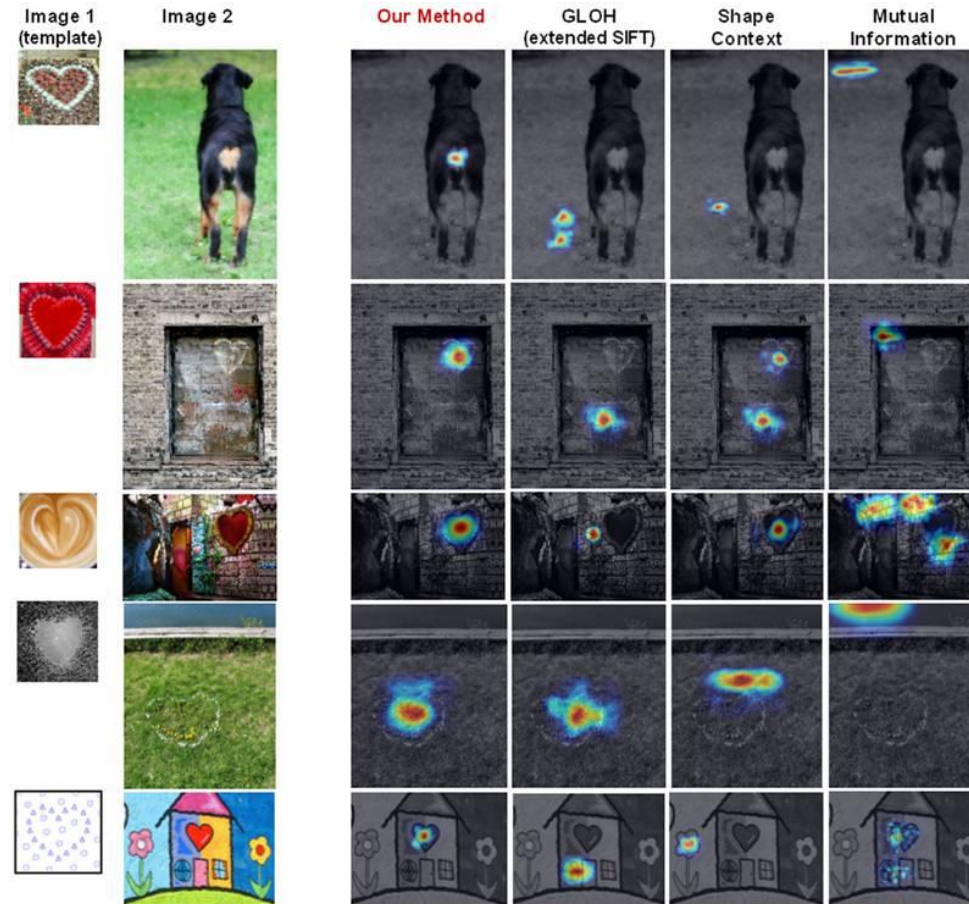 Image 1
(template)
Image 2
Our Method
GLOH
(extended SIFT)
Shape
Context
Mutual
Information